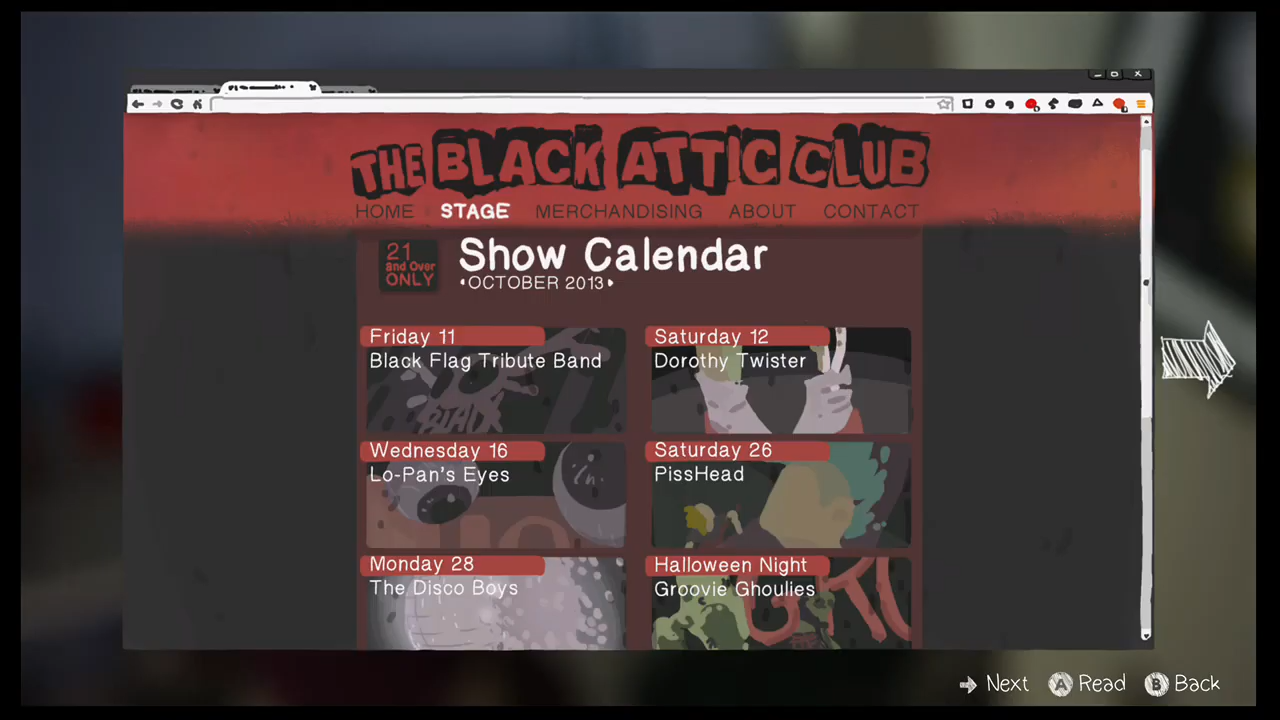 THE BLACK ATTIC CLUB
HOME STAGE MERCHANDISING ABOUT CONTACT
21 and Over ONLY
Show Calendar
OCTOBER 2013
Friday 11
Black Flag Tribute Band
BLACK
Saturday 12
Dorothy Twister
Wednesday 16
Lo-Pan's Eyes
Saturday 26
PissHead
Monday 28
The Disco Boys
Halloween Night
Groovie Ghoulies
Next A Read B Back